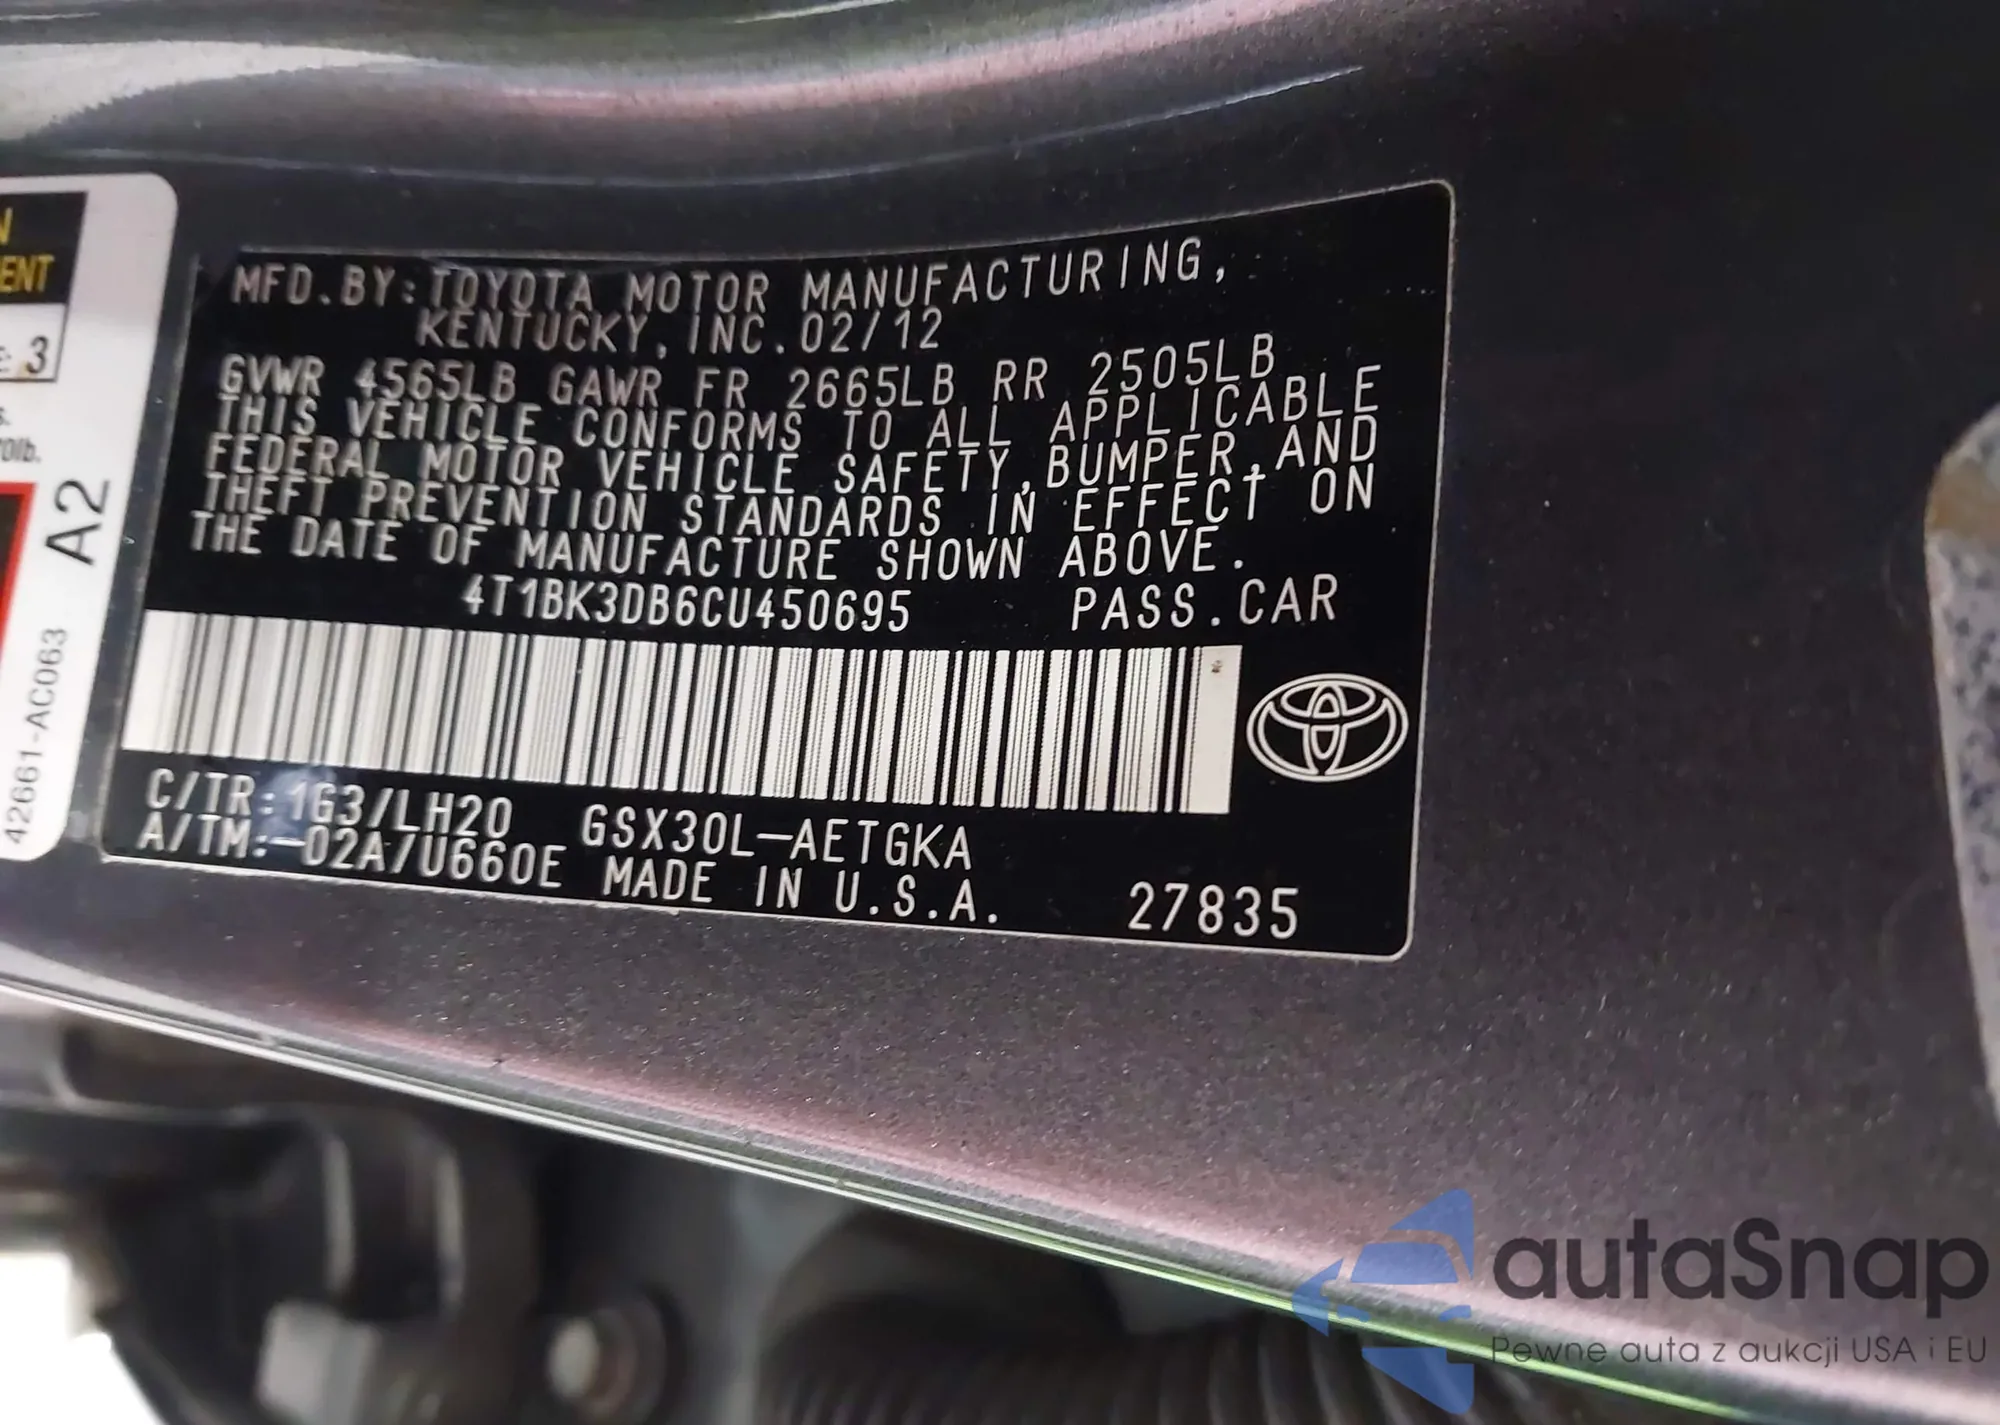 N
ENT
E: 3
s.
0lb.
A2
42661-AC063
MFD.BY:TOYOTA MOTOR MANUFACTURING,
KENTUCKY, INC.02/12
GVWR 4565LB GAWR FR 2665LB RR 2505LB
THIS VEHICLE CONFORMS TO ALL APPLICABLE
FEDERAL MOTOR VEHICLE SAFETY,BUMPER,AND
THEFT PREVENTION STANDARDS IN EFFECT ON
THE DATE OF MANUFACTURE SHOWN ABOVE.
4T1BK3DB6CU450695 PASS.CAR
C/TR:1G3/LH20 GSX30L-AETGKA
A/TM:-02A/U660E MADE IN U.S.A. 27835
autaSnap
Pewne auta z aukcji USA i EU